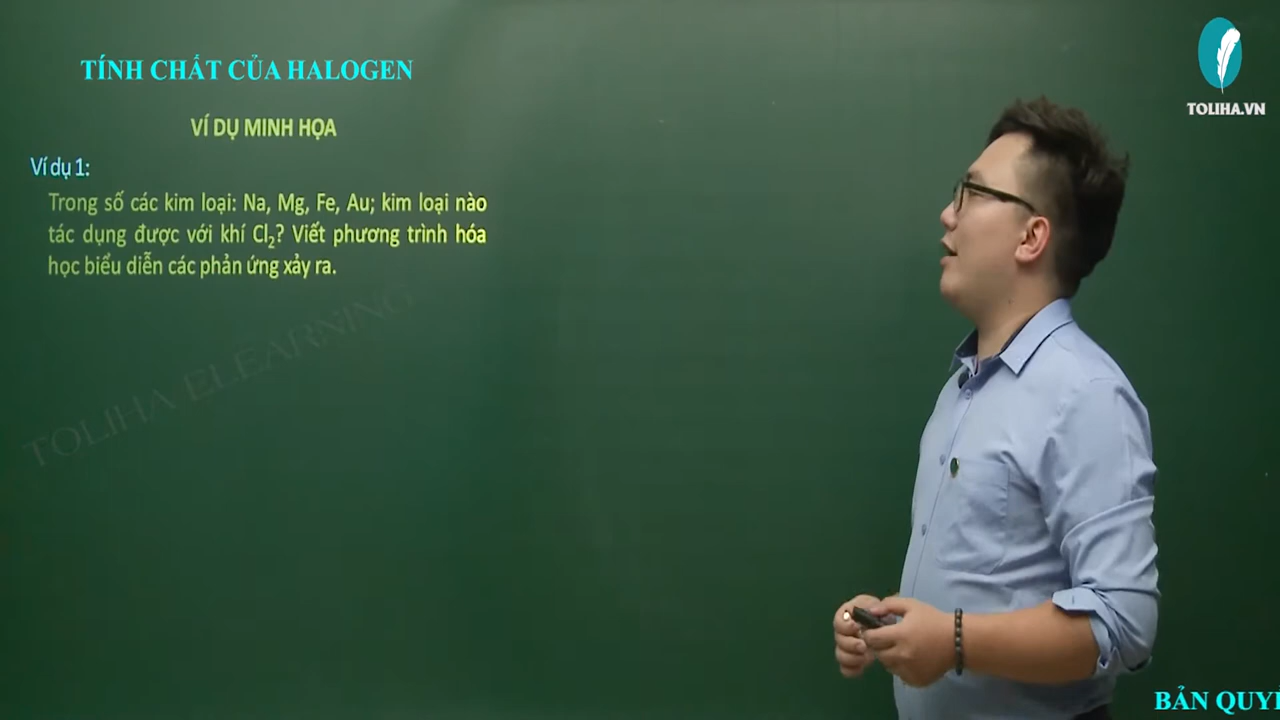 TÍNH CHẤT CỦA HALOGEN
VÍ DỤ MINH HỌA
Ví dụ 1:
Trong số các kim loại: Na, Mg, Fe, Au; kim loại nào
tác dụng được với khí Cl₂? Viết phương trình hóa
học biểu diễn các phản ứng xảy ra.
TOLIHA ELEARNING
TOLIHA.VN
BẢN QUY